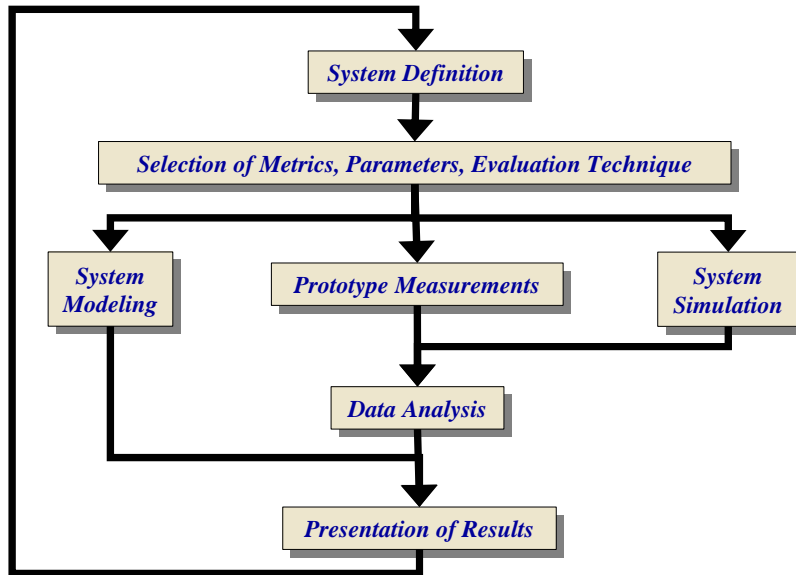 System Definition
Selection of Metrics, Parameters, Evaluation Technique
System
Modeling
Prototype Measurements
System
Simulation
Data Analysis
Presentation of Results